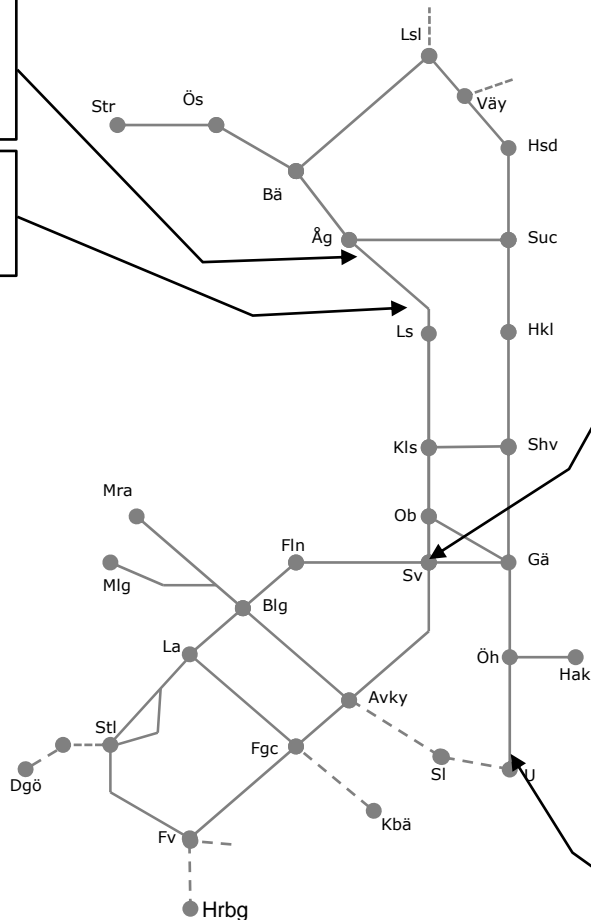 Lsl
Väy
Str
Ös
Hsd
Bä
Åg
Suc
Ls
Hkl
Kls
Shv
Mra
Ob
Fln
Gä
Mlg
Sv
Blg
La
Öh
Hak
Avky
Stl
Fgc
Sl
U
Dgö
Kbä
Fv
Hrbg